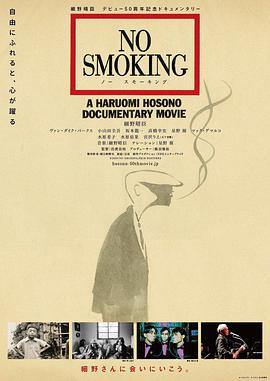 細野晴臣 デビュー50周年記念ドキュメンタリー
自由にふれると、心が躍る
NO
SMOKING
ノー スモーキング
A HARUOMI HOSONO
DOCUMENTARY MOVIE
細野晴臣
ヴァン・ダイク・パークス 小山田圭吾 坂本龍一 高橋幸宏 星野 源 マック・デマルコ
水原希子 水原佑果 宮沢りえ
音楽：細野晴臣 ナレーション：星野 源
hosono-50thmovie.jp
細野さんに会いにいこう。